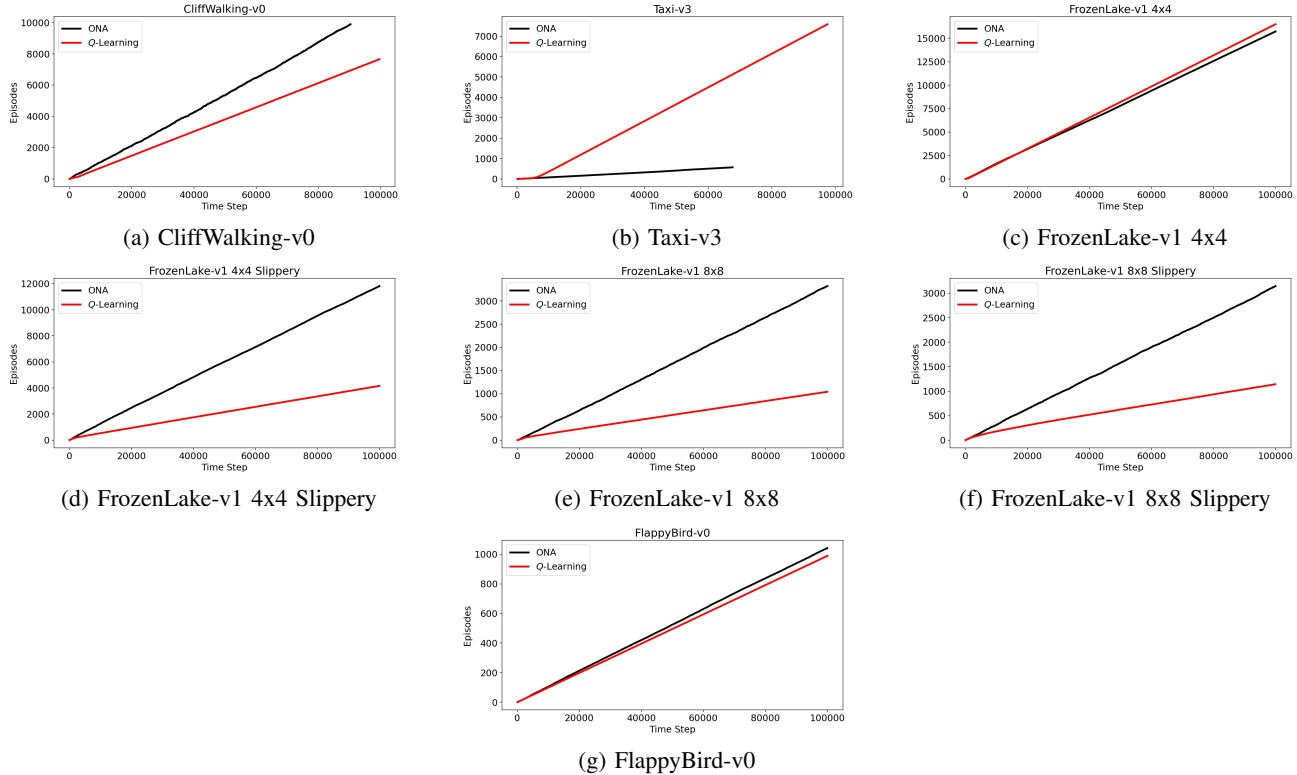 CliffWalking-v0
ONA
Q-Learning
10000
8000
6000
4000
2000
0
Episodes
0 20000 40000 60000 80000 100000
Time Step
(a) CliffWalking-v0
Taxi-v3
ONA
Q-Learning
7000
6000
5000
4000
3000
2000
1000
0
Episodes
0 20000 40000 60000 80000 100000
Time Step
(b) Taxi-v3
FrozenLake-v1 4x4
ONA
Q-Learning
15000
12500
10000
7500
5000
2500
0
Episodes
0 20000 40000 60000 80000 100000
Time Step
(c) FrozenLake-v1 4x4
FrozenLake-v1 4x4 Slippery
ONA
Q-Learning
12000
10000
8000
6000
4000
2000
0
Episodes
0 20000 40000 60000 80000 100000
Time Step
(d) FrozenLake-v1 4x4 Slippery
FrozenLake-v1 8x8
ONA
Q-Learning
3000
2500
2000
1500
1000
500
0
Episodes
0 20000 40000 60000 80000 100000
Time Step
(e) FrozenLake-v1 8x8
FrozenLake-v1 8x8 Slippery
ONA
Q-Learning
3000
2500
2000
1500
1000
500
0
Episodes
0 20000 40000 60000 80000 100000
Time Step
(f) FrozenLake-v1 8x8 Slippery
FlappyBird-v0
ONA
Q-Learning
1000
800
600
400
200
0
Episodes
0 20000 40000 60000 80000 100000
Time Step
(g) FlappyBird-v0